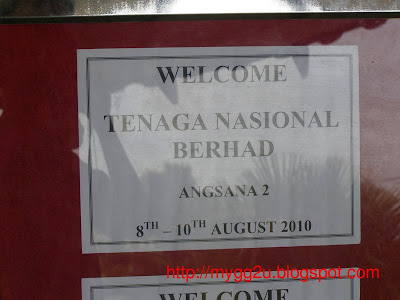 WELCOME
TENAGA NASIONAL
BERHAD
ANGSANA 2
8TH – 10TH AUGUST 2010
http://mygg2u.blogspot.com
WELCOME